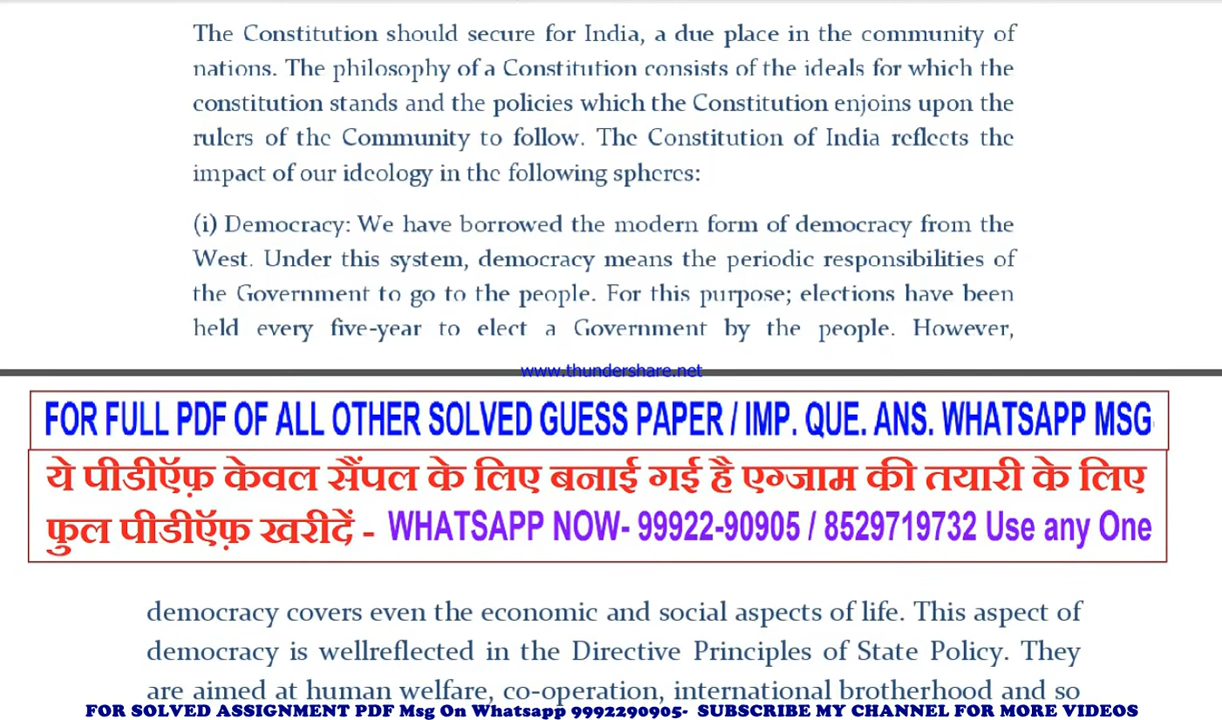 The Constitution should secure for India, a due place in the community of
nations. The philosophy of a Constitution consists of the ideals for which the
constitution stands and the policies which the Constitution enjoins upon the
rulers of the Community to follow. The Constitution of India reflects the
impact of our ideology in the following spheres:
(i) Democracy: We have borrowed the modern form of democracy from the
West. Under this system, democracy means the periodic responsibilities of
the Government to go to the people. For this purpose; elections have been
held every five-year to elect a Government by the people. However,
www.thundershare.net
FOR FULL PDF OF ALL OTHER SOLVED GUESS PAPER / IMP. QUE. ANS. WHATSAPP MSG
ये पीडीऍफ़ केवल सैंपल के लिए बनाई गई है एग्जाम की तयारी के लिए
फुल पीडीऍफ़ खरीदें - WHATSAPP NOW- 99922-90905 / 8529719732 Use any One
democracy covers even the economic and social aspects of life. This aspect of
democracy is wellreflected in the Directive Principles of State Policy. They
are aimed at human welfare, co-operation, international brotherhood and so
FOR SOLVED ASSIGNMENT PDF Msg On Whatsapp 9992290905- SUBSCRIBE MY CHANNEL FOR MORE VIDEOS